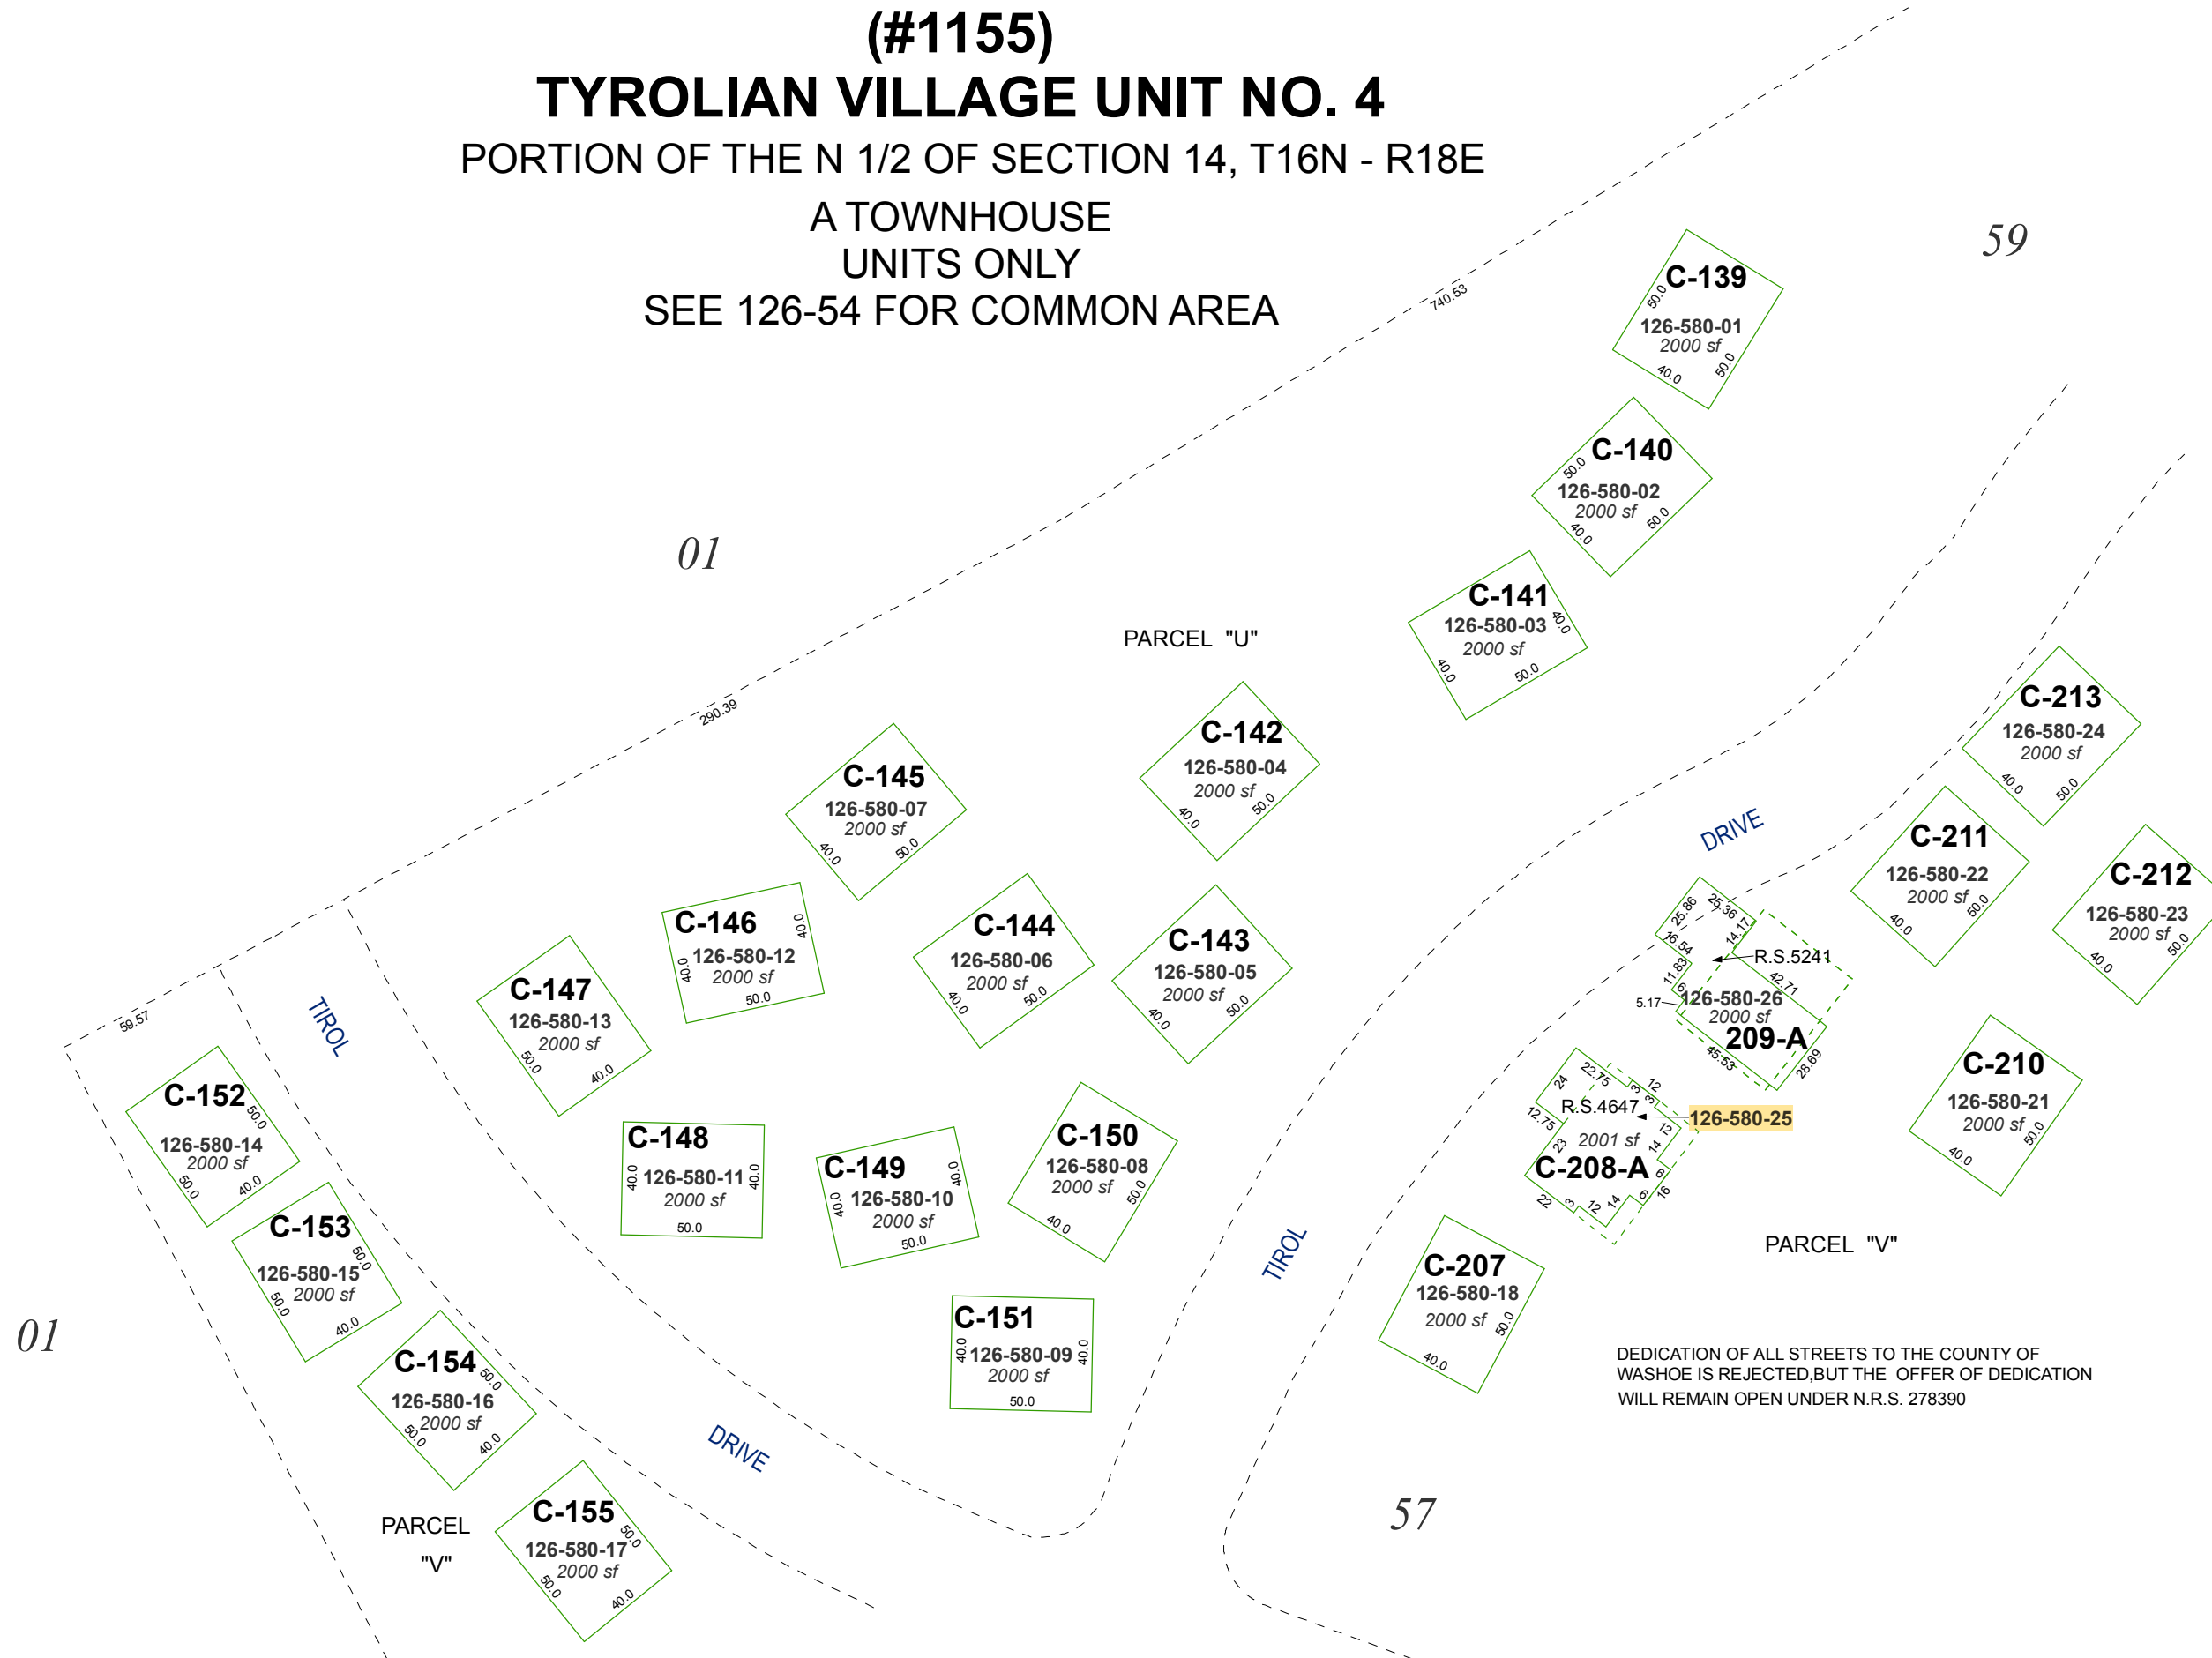 (#1155)
TYROLIAN VILLAGE UNIT NO. 4
PORTION OF THE N 1/2 OF SECTION 14, T16N - R18E
A TOWNHOUSE
UNITS ONLY
SEE 126-54 FOR COMMON AREA
59
740.53
C-139
50.0
126-580-01
2000 sf
50.0
40.0
C-140
50.0
126-580-02
2000 sf
50.0
40.0
01
C-141
126-580-03
40.0
2000 sf
40.0
50.0
PARCEL "U"
290.39
C-142
126-580-04
2000 sf
40.0
50.0
C-145
126-580-07
2000 sf
40.0
50.0
C-213
126-580-24
2000 sf
40.0
50.0
DRIVE
C-211
126-580-22
2000 sf
40.0
50.0
C-212
126-580-23
2000 sf
40.0
50.0
C-146
40.0
126-580-12
2000 sf
40.0
50.0
C-144
126-580-06
2000 sf
40.0
50.0
C-143
126-580-05
2000 sf
40.0
50.0
25.86
25.36
14.17
16.54
R.S.5241
11.83
42.71
6
5.17
126-580-26
2000 sf
209-A
45.53
28.69
C-147
126-580-13
2000 sf
50.0
40.0
59.57
TIROL
C-152
50.0
126-580-14
2000 sf
50.0
40.0
C-210
126-580-21
2000 sf
40.0
50.0
22.75
3
12
24
3
R.S.4647
126-580-25
12.75
12
2001 sf
23
14
C-208-A
6
22
3
12
14
6
16
C-148
40.0
126-580-11
40.0
2000 sf
50.0
C-149
40.0
126-580-10
40.0
2000 sf
50.0
C-150
126-580-08
2000 sf
40.0
50.0
C-153
50.0
126-580-15
2000 sf
50.0
40.0
TIROL
PARCEL "V"
C-207
126-580-18
2000 sf
50.0
40.0
C-151
40.0
126-580-09
40.0
2000 sf
50.0
01
C-154
50.0
126-580-16
2000 sf
50.0
40.0
DEDICATION OF ALL STREETS TO THE COUNTY OF
WASHOE IS REJECTED,BUT THE OFFER OF DEDICATION
WILL REMAIN OPEN UNDER N.R.S. 278390
DRIVE
57
PARCEL
"V"
C-155
50.0
126-580-17
2000 sf
50.0
40.0